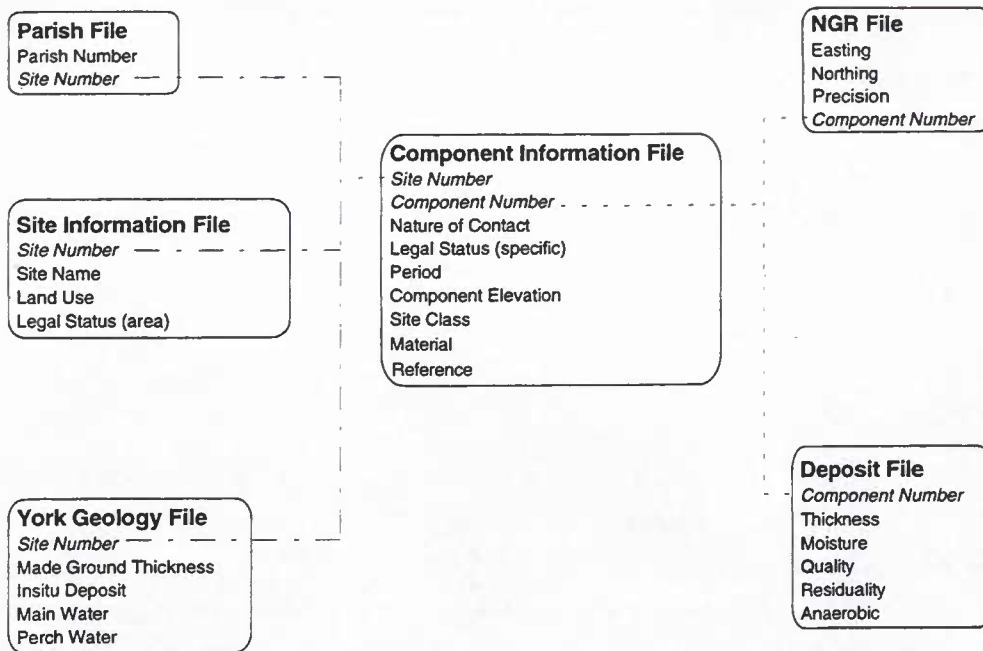 Parish File
Parish Number
Site Number
Site Information File
Site Number
Site Name
Land Use
Legal Status (area)
York Geology File
Site Number
Made Ground Thickness
Insitu Deposit
Main Water
Perch Water
Component Information File
Site Number
Component Number
Nature of Contact
Legal Status (specific)
Period
Component Elevation
Site Class
Material
Reference
NGR File
Easting
Northing
Precision
Component Number
Deposit File
Component Number
Thickness
Moisture
Quality
Residuality
Anaerobic